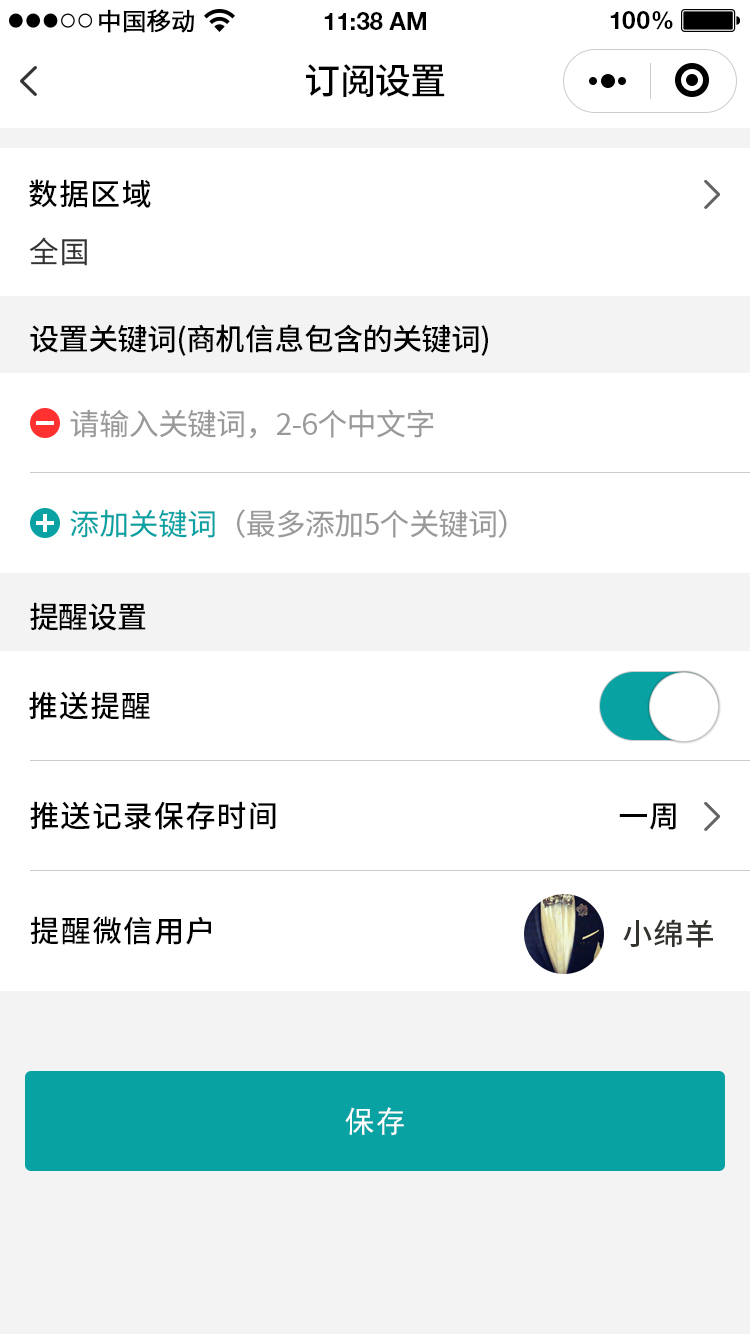 中国移动 11:38 AM 100%
订阅设置
数据区域
全国
设置关键词(商机信息包含的关键词)
请输入关键词，2-6个中文字
添加关键词（最多添加5个关键词）
提醒设置
推送提醒
推送记录保存时间 一周
提醒微信用户 小绵羊
保存